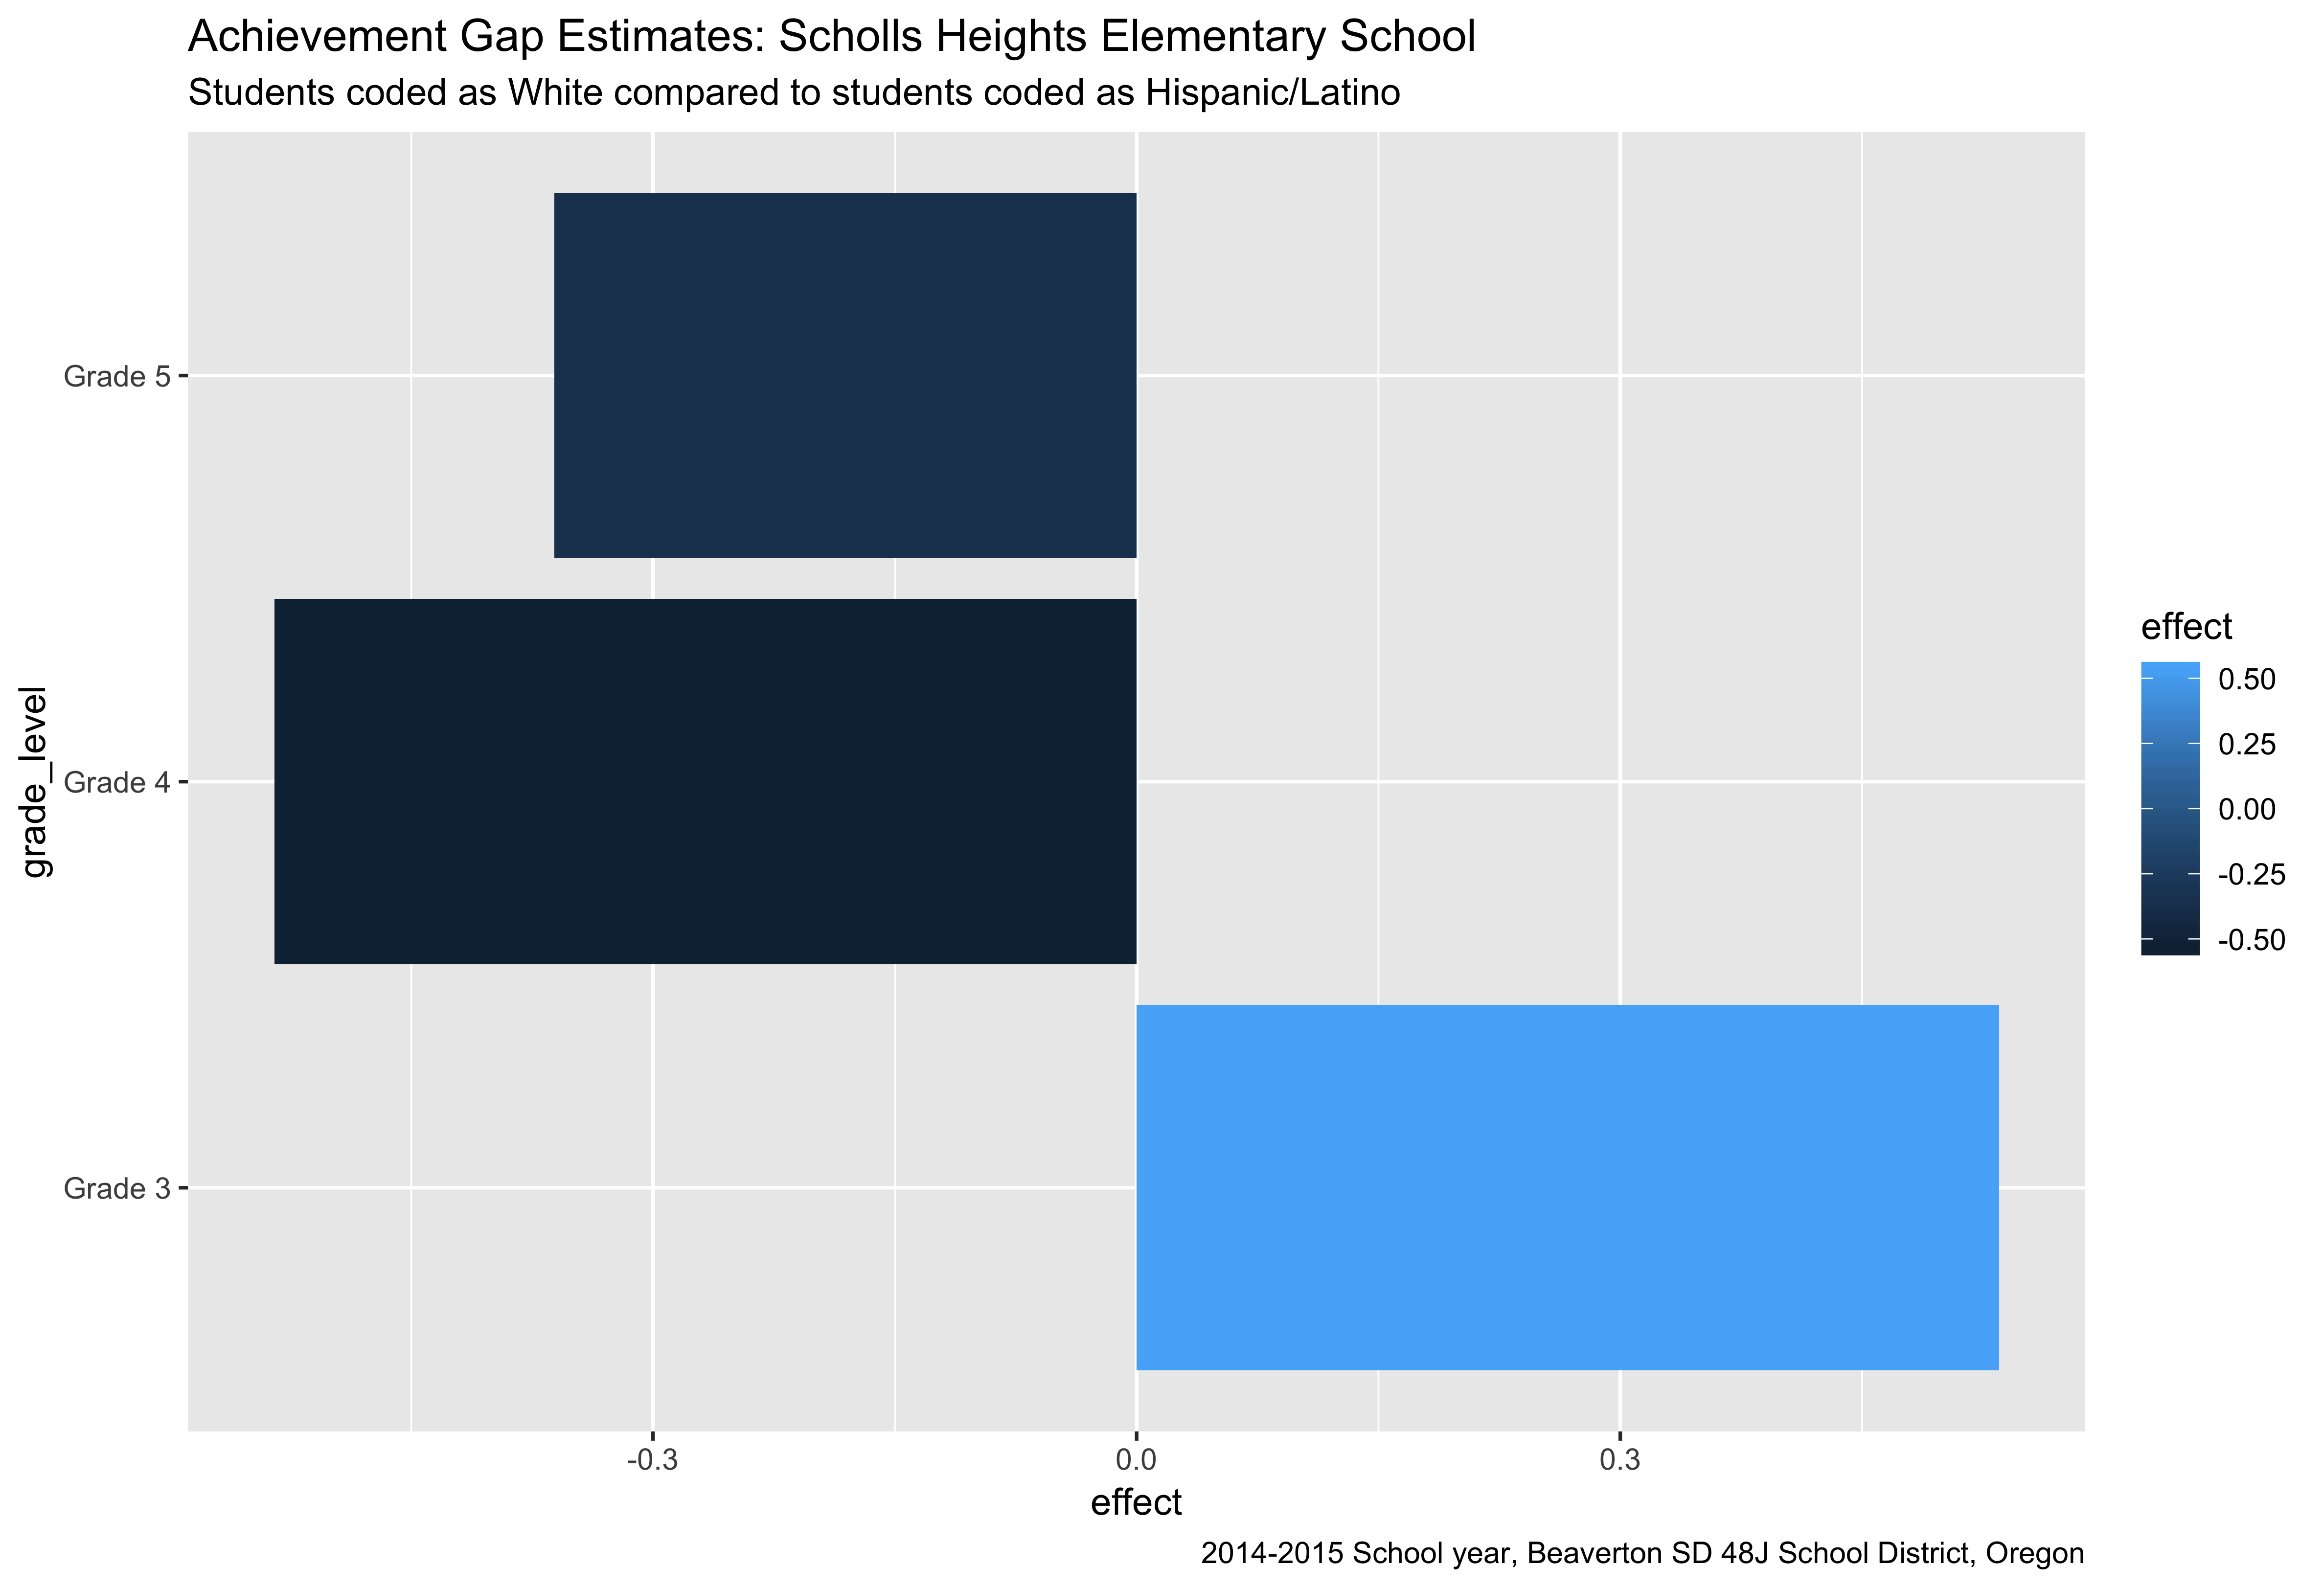 Achievement Gap Estimates: Scholls Heights Elementary School
Students coded as White compared to students coded as Hispanic/Latino
grade_level
Grade 5
Grade 4
Grade 3
-0.3
0.0
0.3
effect
effect
0.50
0.25
0.00
-0.25
-0.50
2014-2015 School year, Beaverton SD 48J School District, Oregon